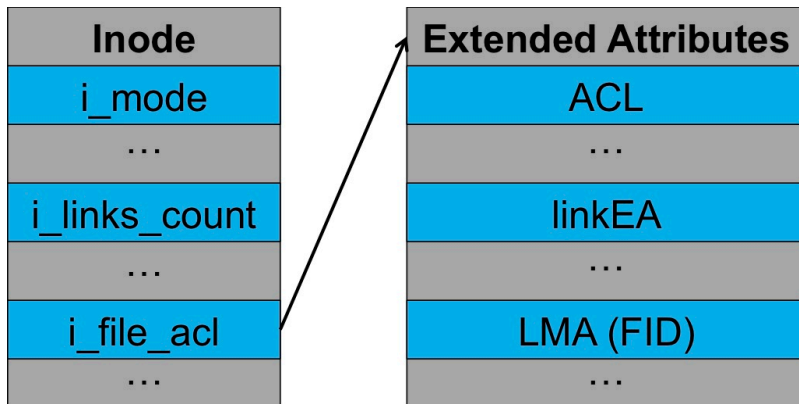 Inode
i_mode
...
i_links_count
...
i_file_acl
...
Extended Attributes
ACL
...
linkEA
...
LMA (FID)
...